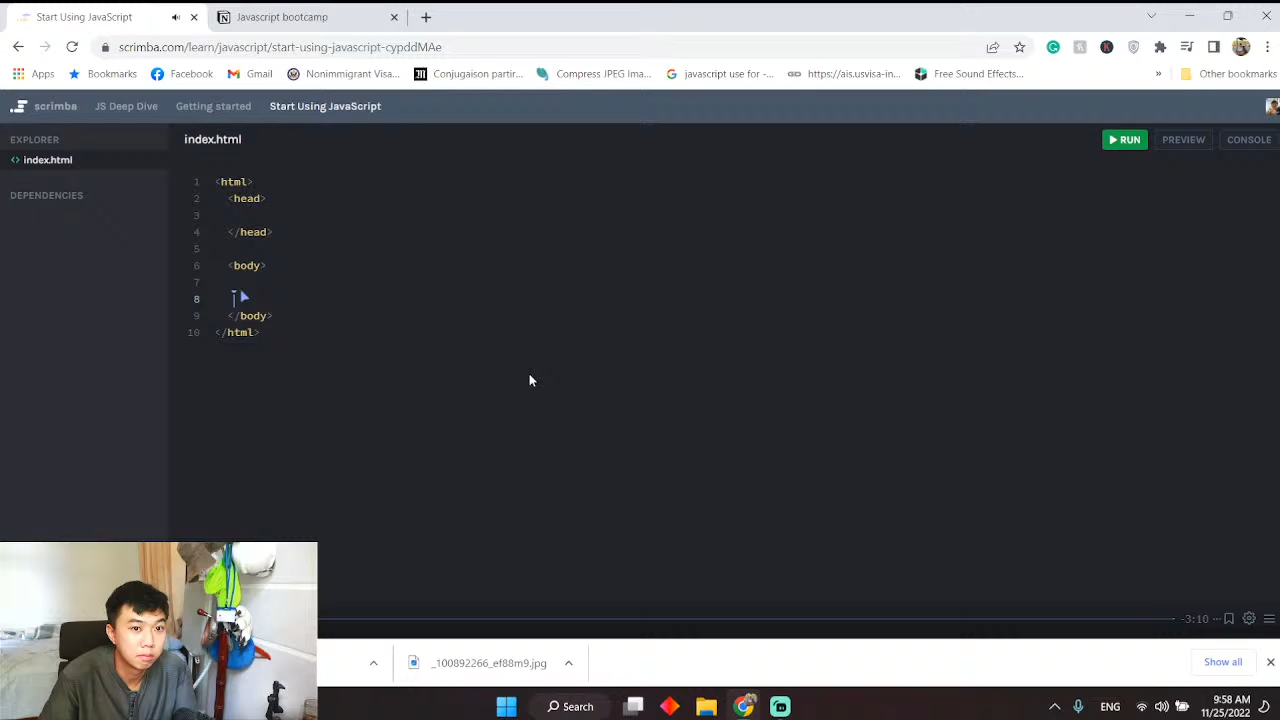 Start Using JavaScript
Javascript bootcamp
scrimba.com/learn/javascript/start-using-javascript-cypddMAe
Apps
Bookmarks
Facebook
Gmail
Nonimmigrant Visa...
Conjugaison partir...
Compress JPEG Ima...
javascript use for -...
https://ais.usvisa-in...
Free Sound Effects...
»
Other bookmarks
scrimba
JS Deep Dive
Getting started
Start Using JavaScript
EXPLORER
<> index.html
DEPENDENCIES
index.html
RUN
PREVIEW
CONSOLE
1 <html>
2 <head>
3
4 </head>
5
6 <body>
7
8
9 </body>
10 </html>
-3:10
_100892266_ef88m9.jpg
Show all
Search
ENG
9:58 AM
11/25/2022